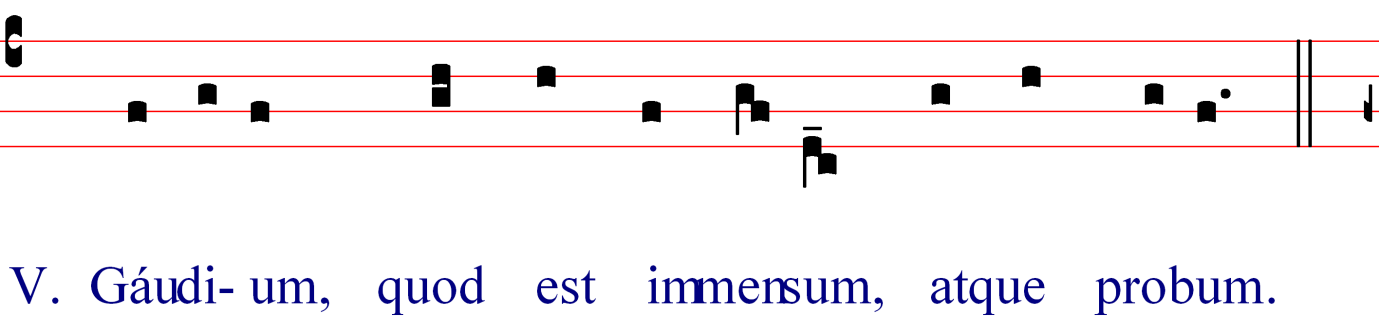 V. Gáudi- um, quod est immensum, atque probum.